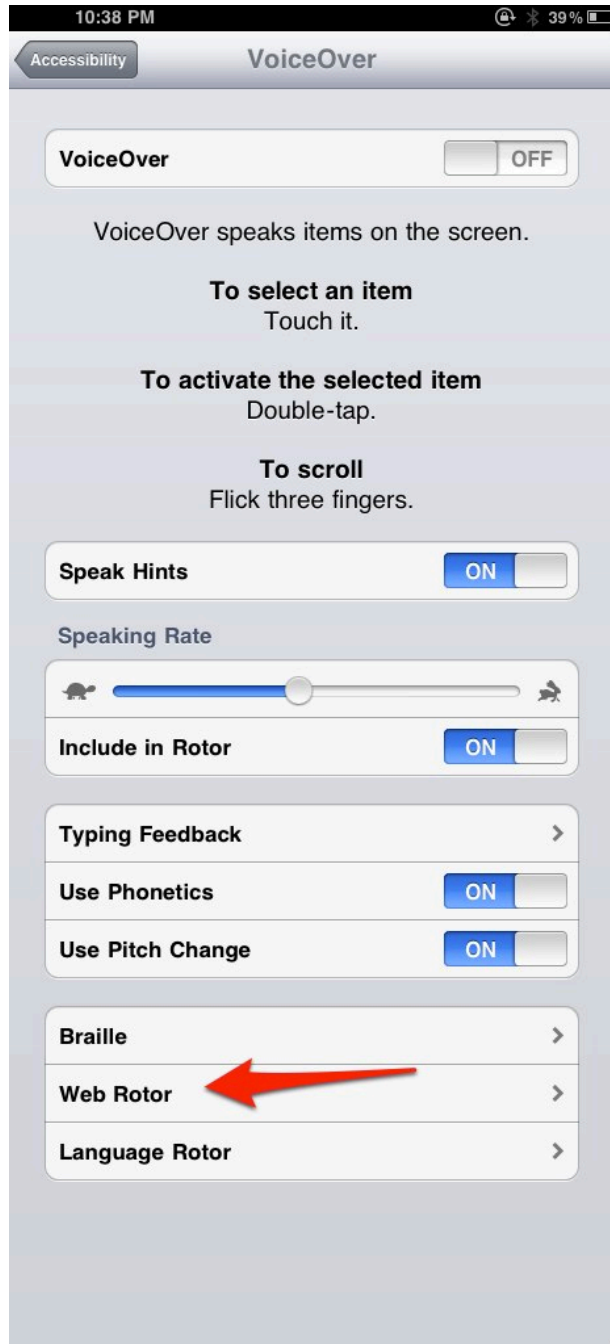 10:38 PM 39%
Accessibility VoiceOver
VoiceOver OFF
VoiceOver speaks items on the screen.
To select an item
Touch it.
To activate the selected item
Double-tap.
To scroll
Flick three fingers.
Speak Hints ON
Speaking Rate
Include in Rotor ON
Typing Feedback
Use Phonetics ON
Use Pitch Change ON
Braille
Web Rotor
Language Rotor